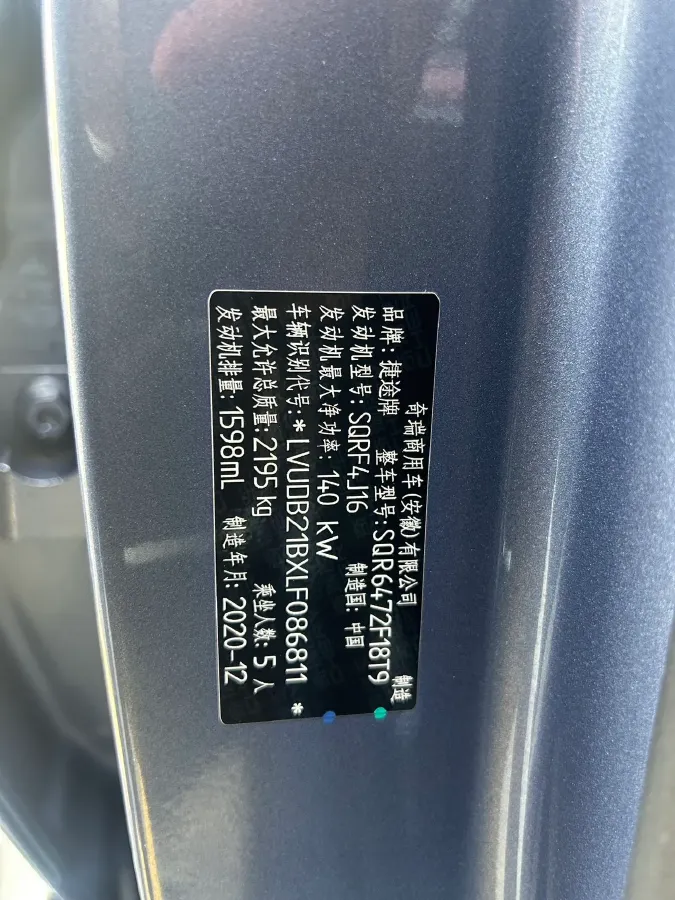 奇瑞商用车(安徽)有限公司 制造
品牌: 捷途牌 整车型号: SQR6472F18T9
发动机型号: SQRF4J16 制造国: 中国
发动机最大净功率: 140 kW
车辆识别代号: *LVUDB21BXLF086811*
最大允许总质量: 2195 kg 乘坐人数: 5 人
发动机排量: 1598mL 制造年月: 2020-12